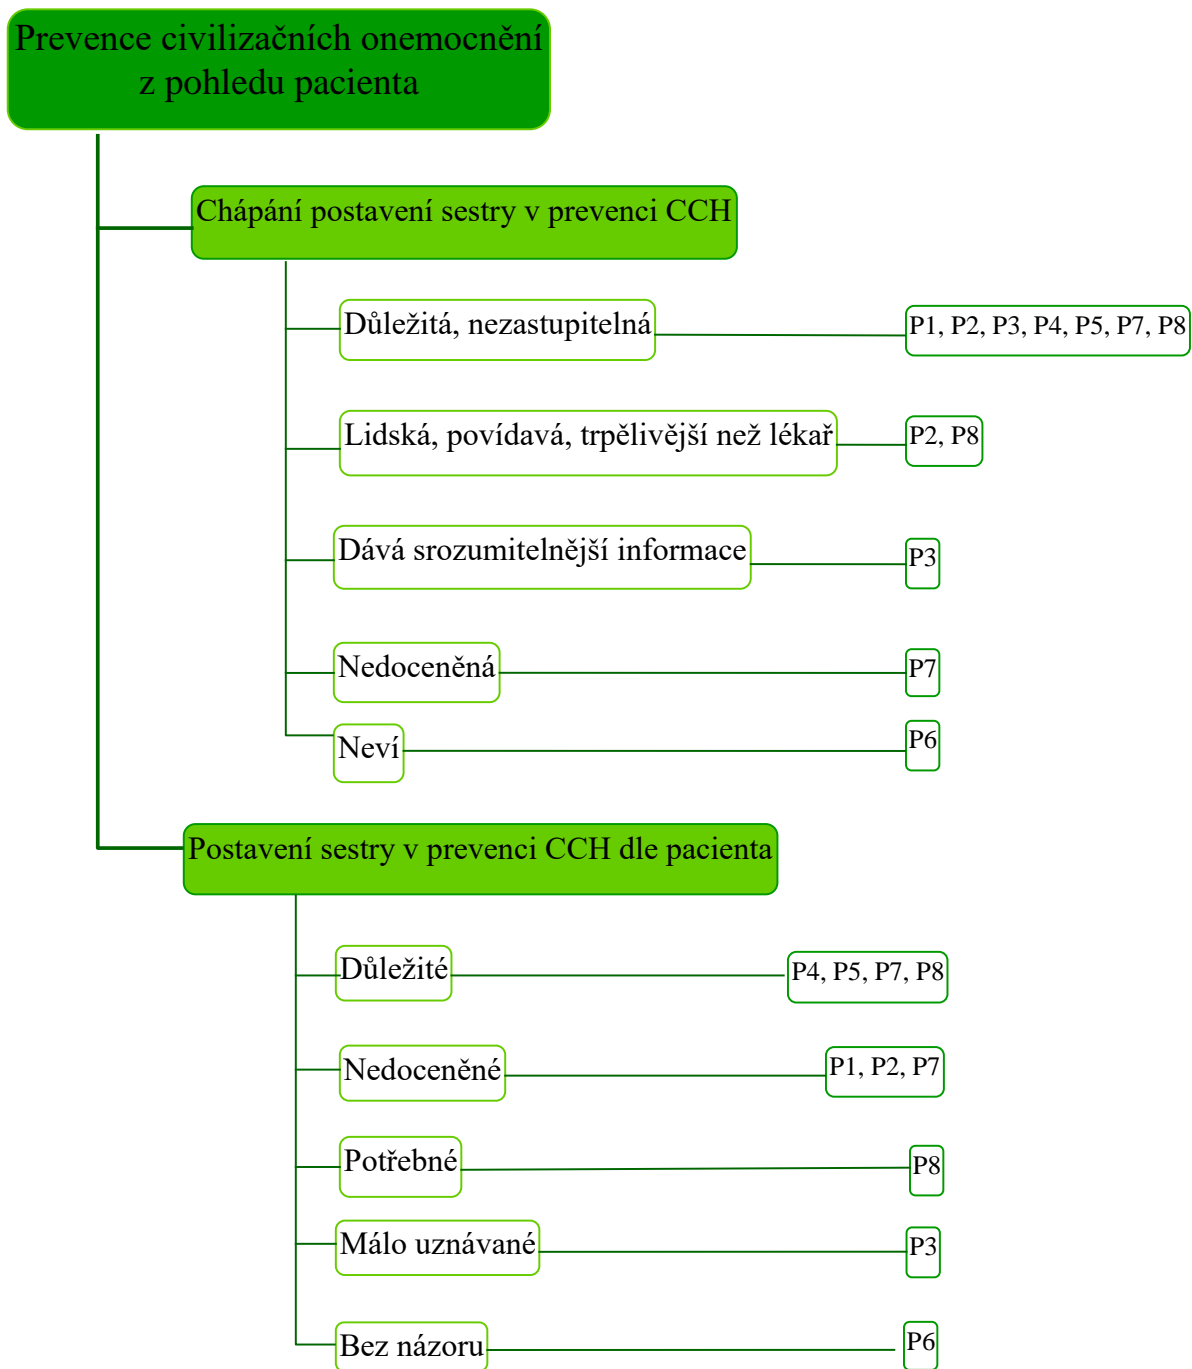 Prevence civilizačních onemocnění
z pohledu pacienta
Chápání postavení sestry v prevenci CCH
Důležitá, nezastupitelná
P1, P2, P3, P4, P5, P7, P8
Lidská, povídavá, trpělivější než lékař
P2, P8
Dává srozumitelnější informace
P3
Nedoceněná
P7
Neví
P6
Postavení sestry v prevenci CCH dle pacienta
Důležité
P4, P5, P7, P8
Nedoceněné
P1, P2, P7
Potřebné
P8
Málo uznávané
P3
Bez názoru
P6